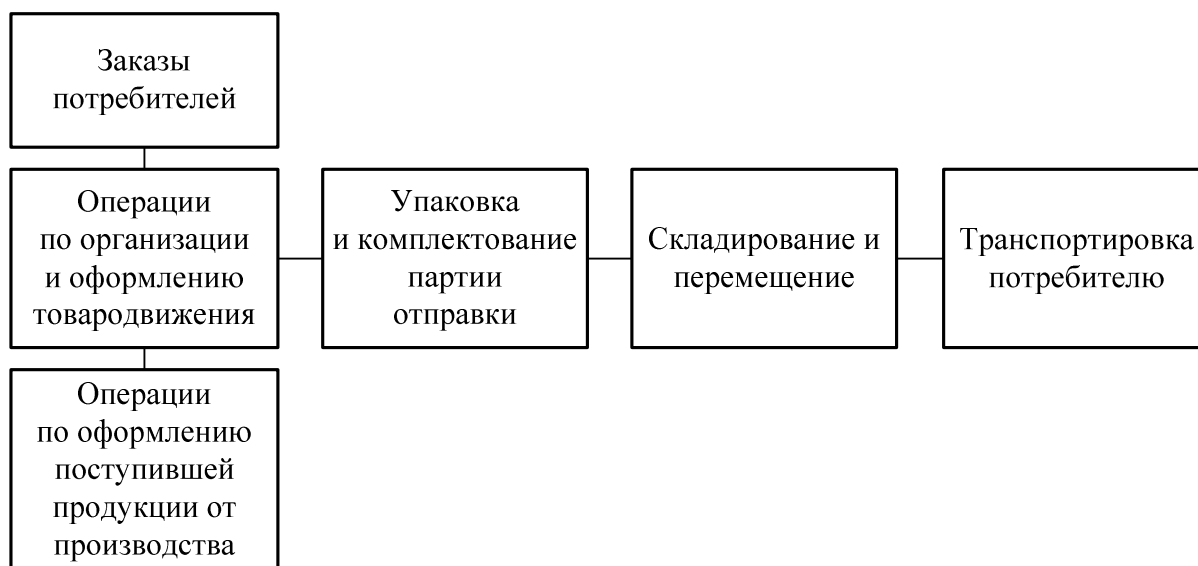 Заказы
потребителей
Операции
по организации
и оформлению
товародвижения
Упаковка
и комплектование
партии
отправки
Складирование и
перемещение
Транспортировка
потребителю
Операции
по оформлению
поступившей
продукции от
производства